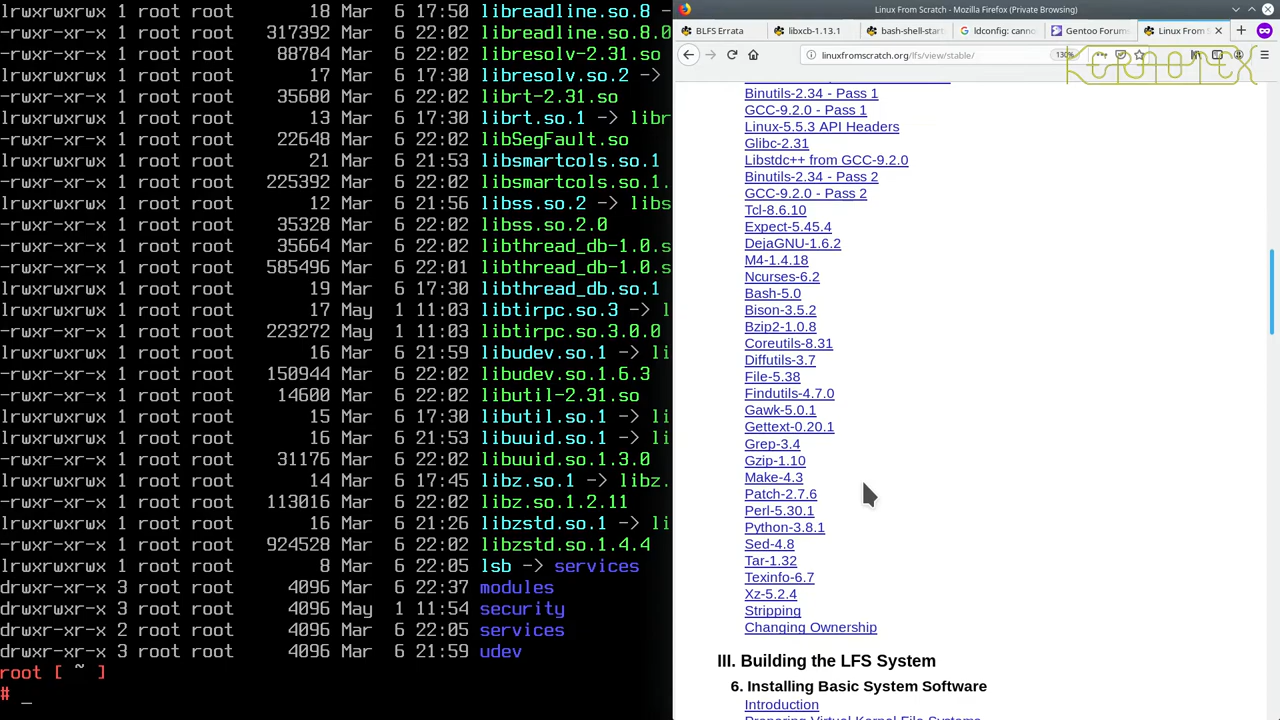 lrwxrwxrwx 1 root root 18 Mar 6 17:50 libreadline.so.8 -
-rwxr-xr-x 1 root root 317392 Mar 6 22:02 libreadline.so.8.0
-rwxr-xr-x 1 root root 88784 Mar 6 22:02 libresolv-2.31.so
lrwxrwxrwx 1 root root 17 Mar 6 17:30 libresolv.so.2 ->
-rwxr-xr-x 1 root root 35680 Mar 6 22:02 librt-2.31.so
lrwxrwxrwx 1 root root 13 Mar 6 17:30 librt.so.1 -> libr
-rwxr-xr-x 1 root root 22648 Mar 6 22:02 libSegFault.so
lrwxrwxrwx 1 root root 21 Mar 6 21:53 libsmartcols.so.1
-rwxr-xr-x 1 root root 225392 Mar 6 22:02 libsmartcols.so.1.
lrwxrwxrwx 1 root root 12 Mar 6 21:56 libss.so.2 -> libs
-rwxr-xr-x 1 root root 35328 Mar 6 22:02 libss.so.2.0
-rwxr-xr-x 1 root root 35664 Mar 6 22:02 libthread_db-1.0.s
-rwxr-xr-x 1 root root 585496 Mar 6 22:01 libthread_db-1.0.s
lrwxrwxrwx 1 root root 19 Mar 6 17:30 libthread_db.so.1
lrwxrwxrwx 1 root root 17 May 1 11:03 libtirpc.so.3 -> l
-rwxr-xr-x 1 root root 223272 May 1 11:03 libtirpc.so.3.0.0
lrwxrwxrwx 1 root root 16 Mar 6 21:59 libudev.so.1 -> li
-rwxr-xr-x 1 root root 150944 Mar 6 22:02 libudev.so.1.6.3
-rwxr-xr-x 1 root root 14608 Mar 6 22:02 libutil-2.31.so
lrwxrwxrwx 1 root root 15 Mar 6 17:30 libutil.so.1 -> li
lrwxrwxrwx 1 root root 16 Mar 6 21:53 libuuid.so.1 -> li
-rwxr-xr-x 1 root root 31176 Mar 6 22:02 libuuid.so.1.3.0
lrwxrwxrwx 1 root root 14 Mar 6 17:45 libz.so.1 -> libz.
-rwxr-xr-x 1 root root 113016 Mar 6 22:02 libz.so.1.2.11
lrwxrwxrwx 1 root root 16 Mar 6 21:26 libzstd.so.1 -> li
-rwxr-xr-x 1 root root 924528 Mar 6 22:02 libzstd.so.1.4.4
lrwxrwxrwx 1 root root 8 Mar 6 22:05 lsb -> services
drwxr-xr-x 3 root root 4096 Mar 6 22:37 modules
drwxr-xr-x 3 root root 4096 May 1 11:54 security
drwxr-xr-x 2 root root 4096 Mar 6 22:05 services
drwxr-xr-x 3 root root 4096 Mar 6 21:59 udev
root [ ~ ]
# _
Linux From Scratch - Mozilla Firefox (Private Browsing)
BLFS Errata libxcb-1.13.1 bash-shell-start ldconfig: canno Gentoo Forums Linux From S
linuxfromscratch.org/lfs/view/stable/ 130%
Binutils-2.34 - Pass 1
GCC-9.2.0 - Pass 1
Linux-5.5.3 API Headers
Glibc-2.31
Libstdc++ from GCC-9.2.0
Binutils-2.34 - Pass 2
GCC-9.2.0 - Pass 2
Tcl-8.6.10
Expect-5.45.4
DejaGNU-1.6.2
M4-1.4.18
Ncurses-6.2
Bash-5.0
Bison-3.5.2
Bzip2-1.0.8
Coreutils-8.31
Diffutils-3.7
File-5.38
Findutils-4.7.0
Gawk-5.0.1
Gettext-0.20.1
Grep-3.4
Gzip-1.10
Make-4.3
Patch-2.7.6
Perl-5.30.1
Python-3.8.1
Sed-4.8
Tar-1.32
Texinfo-6.7
Xz-5.2.4
Stripping
Changing Ownership
III. Building the LFS System
6. Installing Basic System Software
Introduction
Preparing Virtual Kernel File Systems